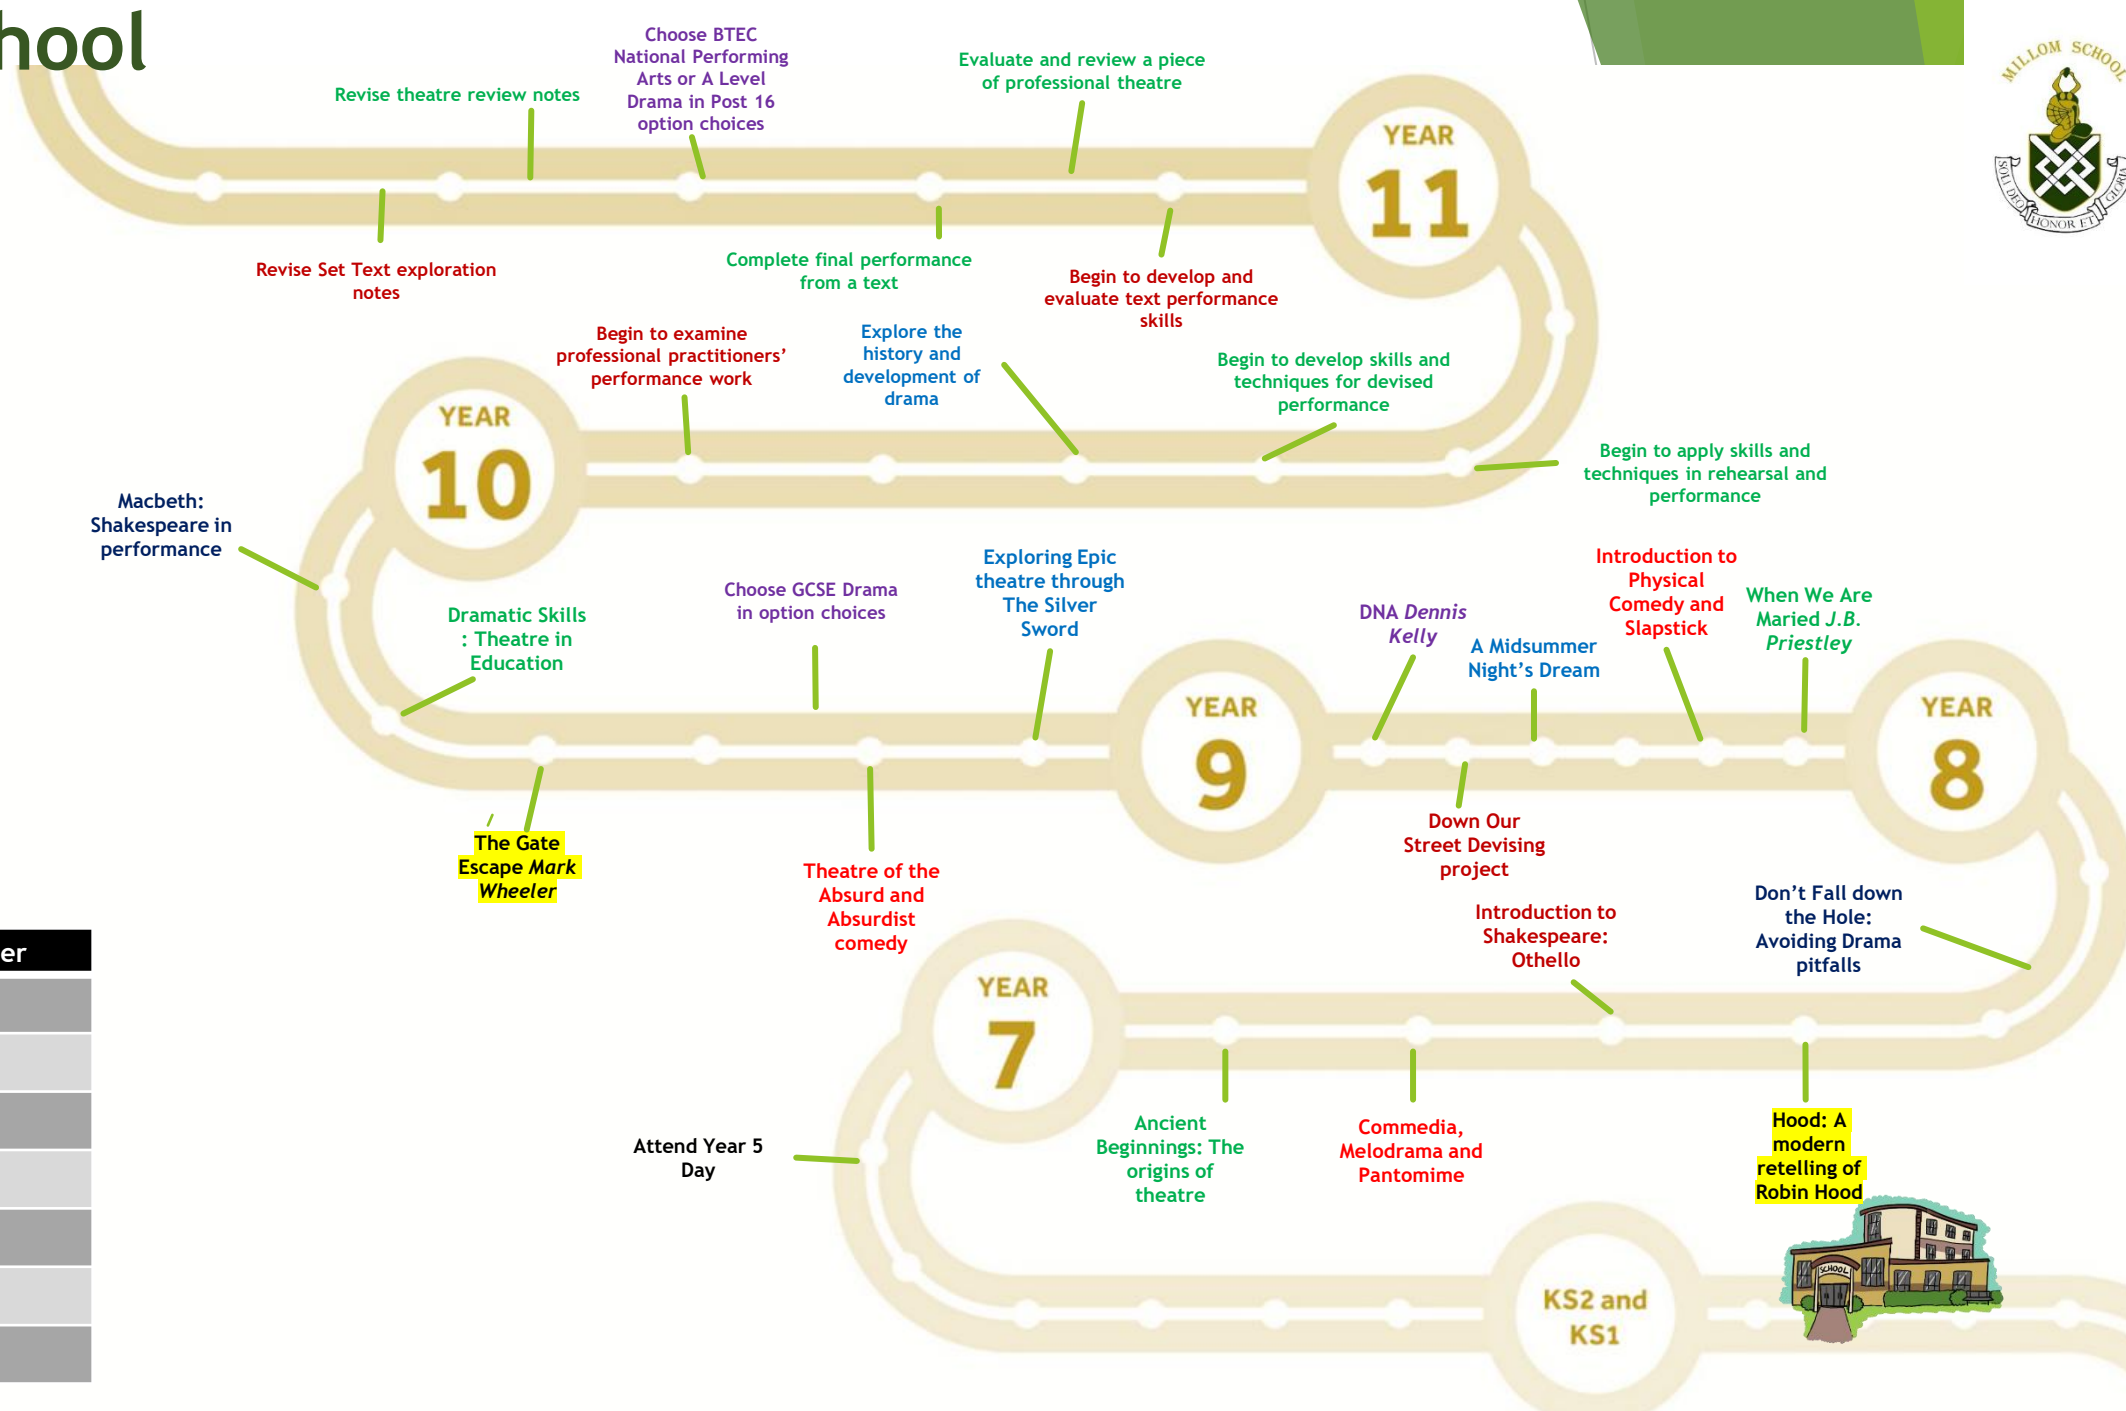 hool
MILLOM SCHOOL
SOLI DEO
HONOR ET
GLORIA
Revise theatre review notes
Choose BTEC
National Performing
Arts or A Level
Drama in Post 16
option choices
Evaluate and review a piece
of professional theatre
YEAR
11
Revise Set Text exploration
notes
Complete final performance
from a text
Begin to develop and
evaluate text performance
skills
YEAR
10
Begin to examine
professional practitioners’
performance work
Explore the
history and
development of
drama
Begin to develop skills and
techniques for devised
performance
Begin to apply skills and
techniques in rehearsal and
performance
Macbeth:
Shakespeare in
performance
Dramatic Skills
: Theatre in
Education
Choose GCSE Drama
in option choices
Exploring Epic
theatre through
The Silver
Sword
The Gate
Escape Mark
Wheeler
Theatre of the
Absurd and
Absurdist
comedy
YEAR
9
DNA Dennis
Kelly
A Midsummer
Night’s Dream
Introduction to
Physical
Comedy and
Slapstick
When We Are
Maried J.B.
Priestley
YEAR
8
Down Our
Street Devising
project
Introduction to
Shakespeare:
Othello
Don’t Fall down
the Hole:
Avoiding Drama
pitfalls
er
YEAR
7
Attend Year 5
Day
Ancient
Beginnings: The
origins of
theatre
Commedia,
Melodrama and
Pantomime
Hood: A
modern
retelling of
Robin Hood
SCHOOL
KS2 and
KS1